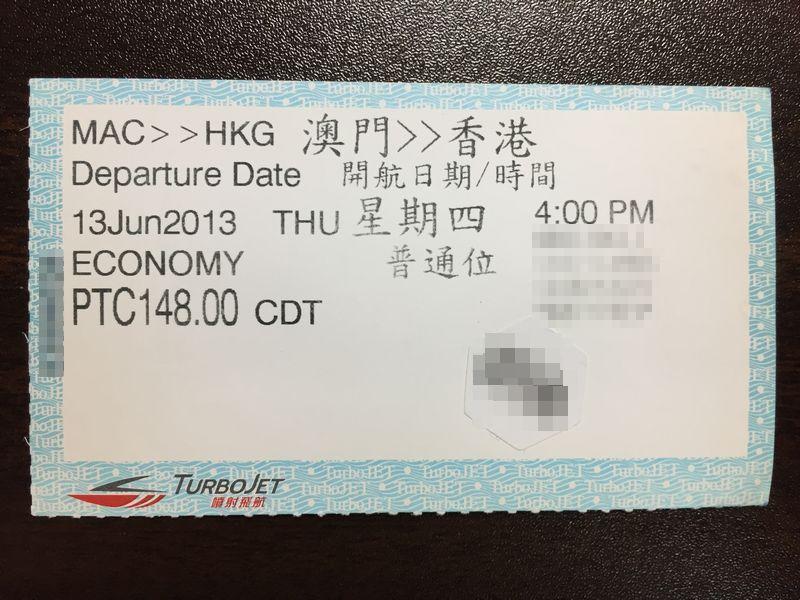 MAC>>HKG 澳門>>香港
Departure Date 開航日期/時間
13Jun2013 THU 星期四 4:00 PM
ECONOMY 普通位
PTC148.00 CDT
TURBOJET
噴射飛航